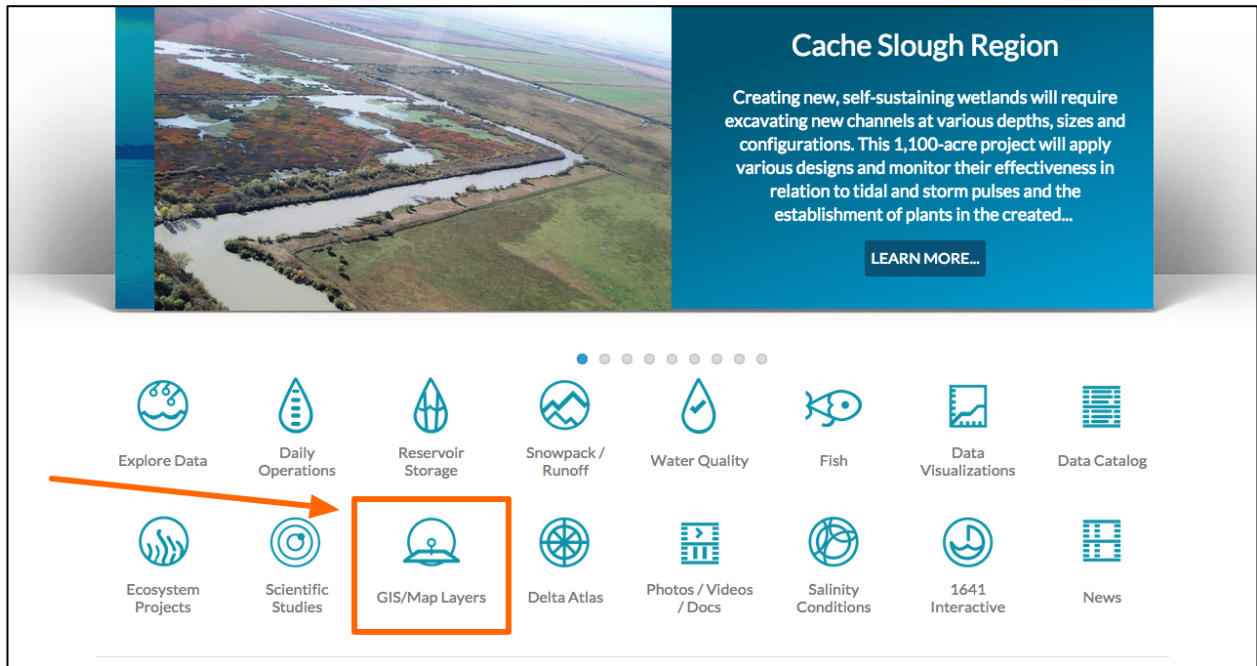 Cache Slough Region
Creating new, self-sustaining wetlands will require
excavating new channels at various depths, sizes and
configurations. This 1,100-acre project will apply
various designs and monitor their effectiveness in
relation to tidal and storm pulses and the
establishment of plants in the created...
LEARN MORE...
Explore Data
Daily
Operations
Reservoir
Storage
Snowpack /
Runoff
Water Quality
Fish
Data
Visualizations
Data Catalog
Ecosystem
Projects
Scientific
Studies
GIS/Map Layers
Delta Atlas
Photos / Videos
/ Docs
Salinity
Conditions
1641
Interactive
News